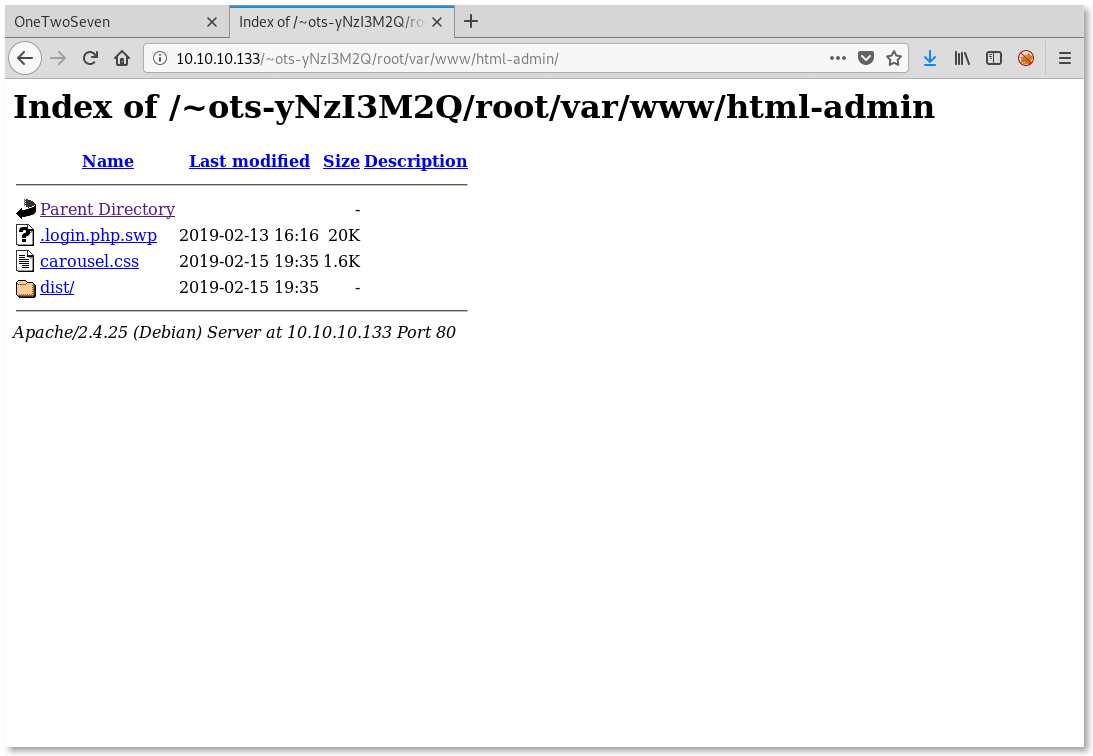 OneTwoSeven
Index of /~ots-yNzI3M2Q/ro
10.10.10.133/~ots-yNzI3M2Q/root/var/www/html-admin/
Index of /~ots-yNzI3M2Q/root/var/www/html-admin
Name Last modified Size Description
Parent Directory -
.login.php.swp 2019-02-13 16:16 20K
carousel.css 2019-02-15 19:35 1.6K
dist/ 2019-02-15 19:35 -
Apache/2.4.25 (Debian) Server at 10.10.10.133 Port 80